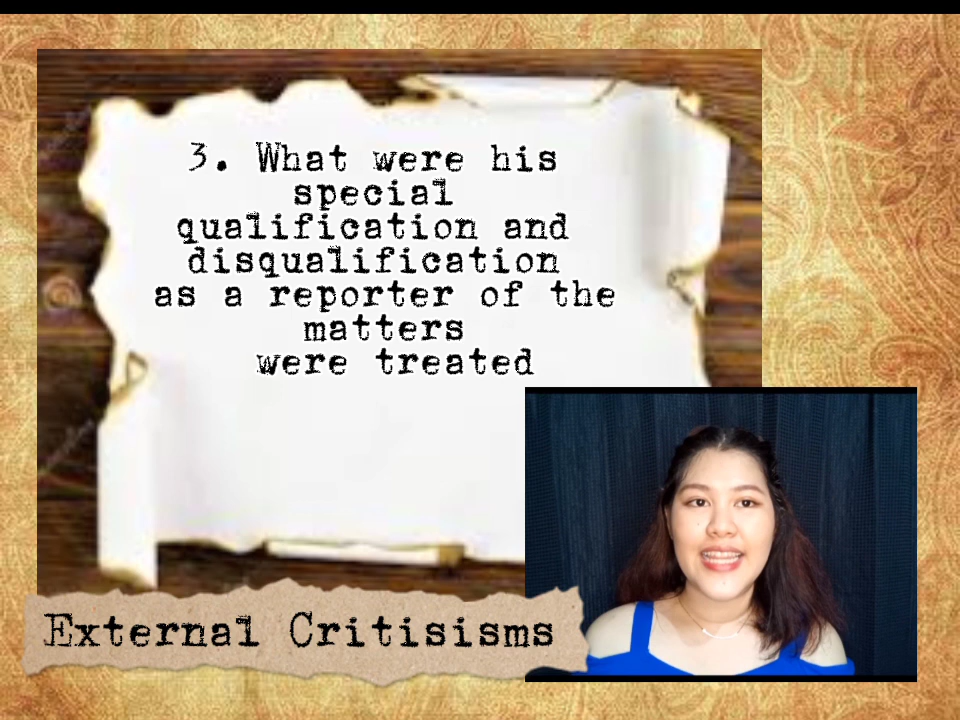 3. What were his
special
qualification and
disqualification
as a reporter of the
matters
were treated
External Critisisms